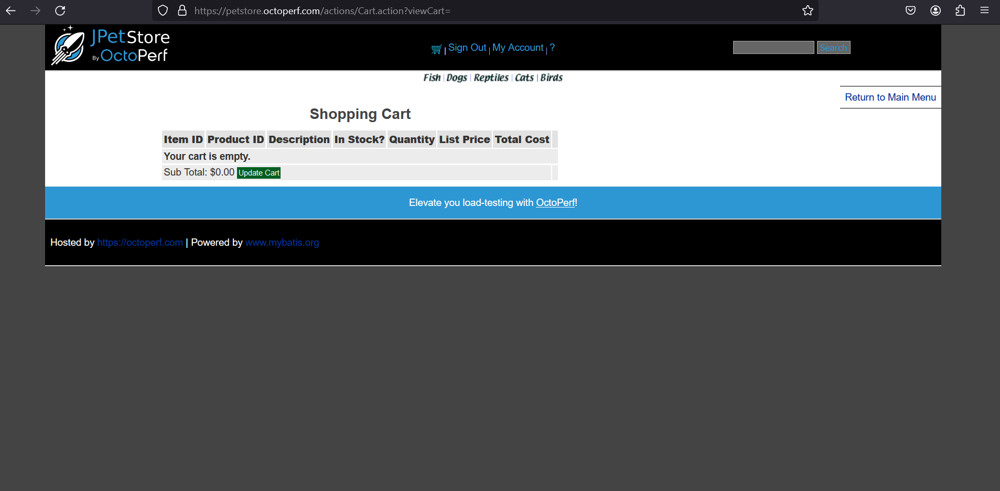 https://petstore.octoperf.com/actions/Cart.action?viewCart=
JPetStore
By OctoPerf
Sign Out | My Account | ?
Search
Fish | Dogs | Reptiles | Cats | Birds
Return to Main Menu
Shopping Cart
Item ID Product ID Description In Stock? Quantity List Price Total Cost
Your cart is empty.
Sub Total: $0.00 Update Cart
Elevate you load-testing with OctoPerf!
Hosted by https://octoperf.com | Powered by www.mybatis.org